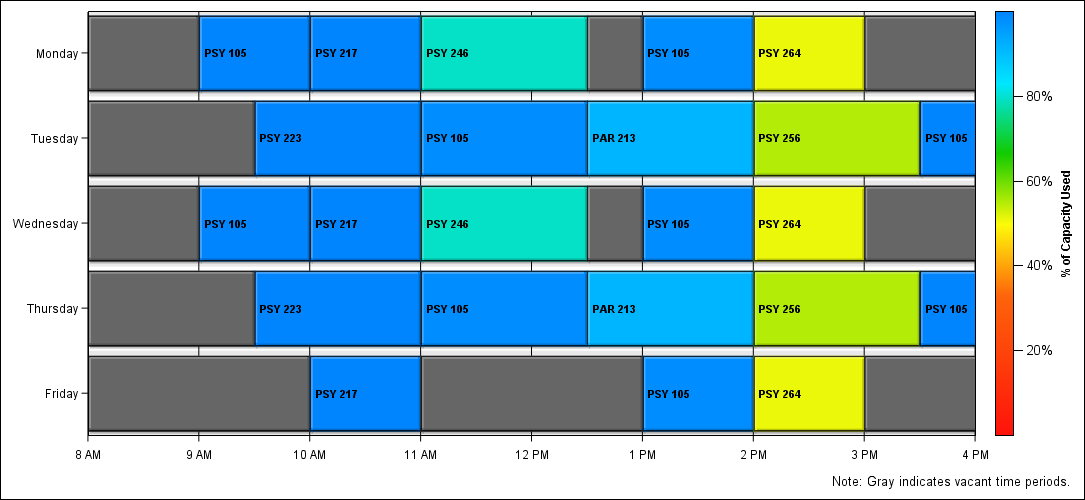 Monday
PSY 105
PSY 217
PSY 246
PSY 105
PSY 264
Tuesday
PSY 223
PSY 105
PAR 213
PSY 256
PSY 105
Wednesday
PSY 105
PSY 217
PSY 246
PSY 105
PSY 264
Thursday
PSY 223
PSY 105
PAR 213
PSY 256
PSY 105
Friday
PSY 217
PSY 105
PSY 264
8 AM
9 AM
10 AM
11 AM
12 PM
1 PM
2 PM
3 PM
4 PM
80%
60%
40%
20%
% of Capacity Used
Note: Gray indicates vacant time periods.